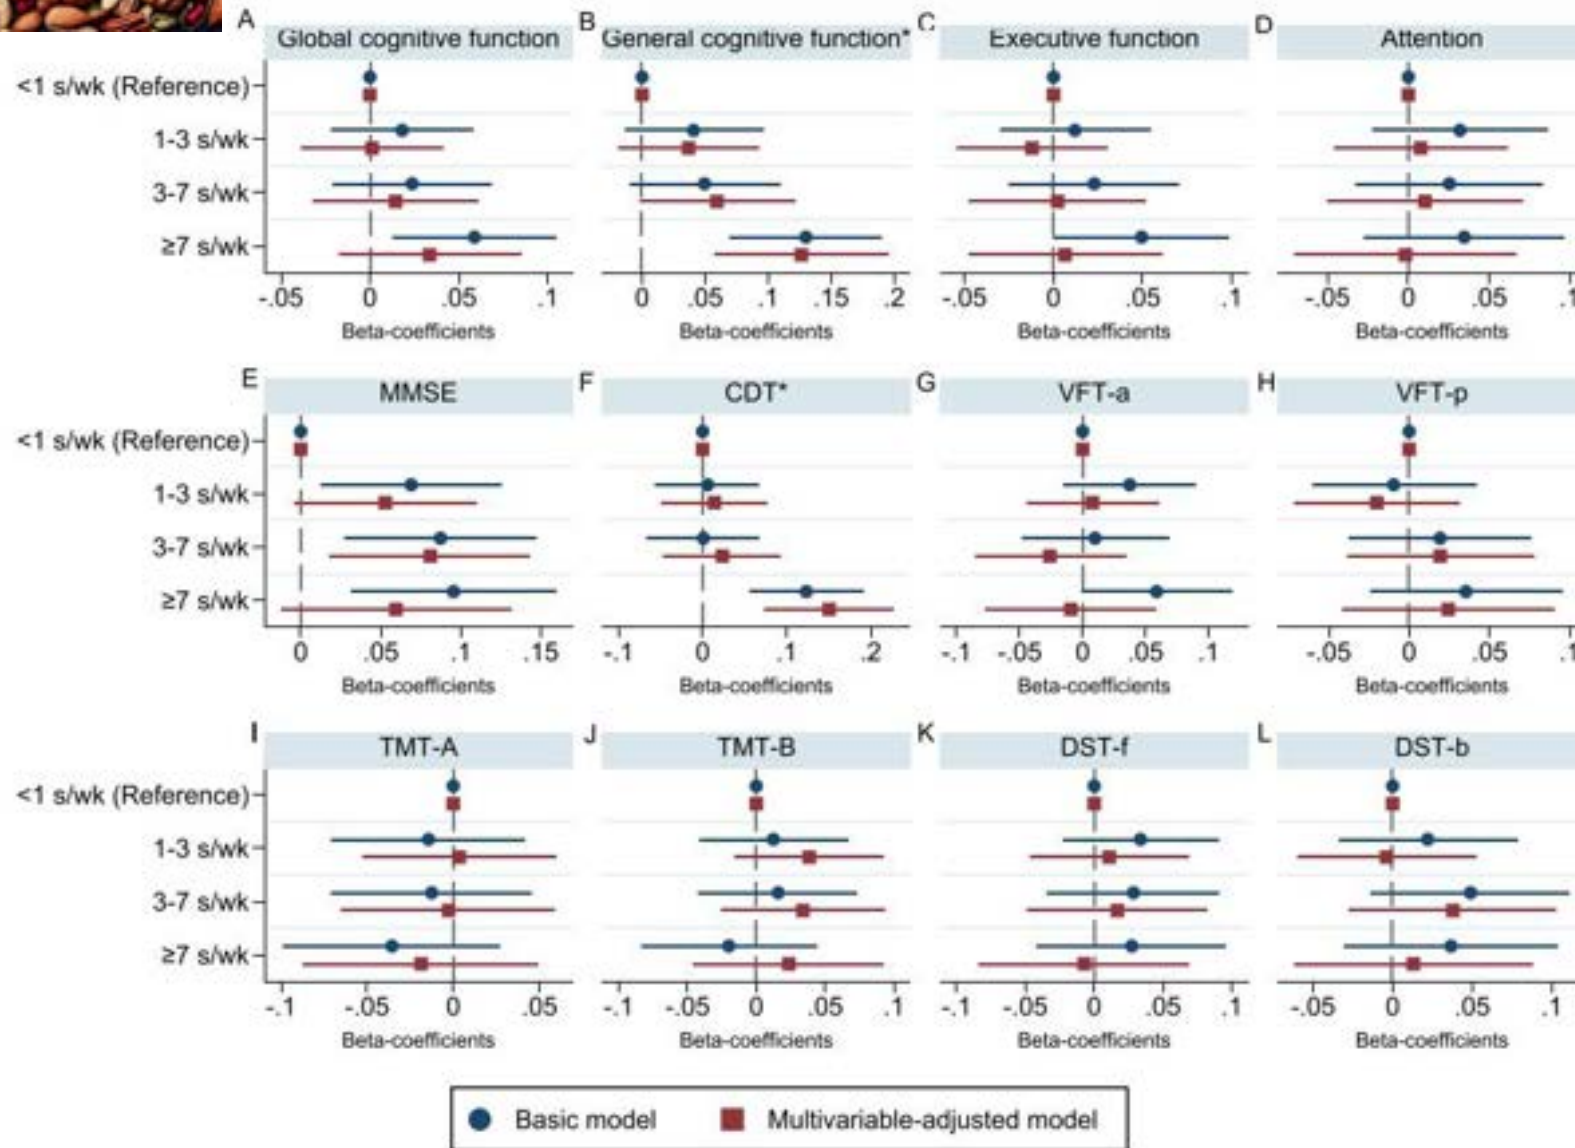 A B C D
Global cognitive function General cognitive function* Executive function Attention
<1 s/wk (Reference)
1-3 s/wk
3-7 s/wk
≥7 s/wk
-.05 0 .05 .1 0 .05 .1 .15 .2 -.05 0 .05 .1 -.05 0 .05 .1
Beta-coefficients Beta-coefficients Beta-coefficients Beta-coefficients
E F G H
MMSE CDT* VFT-a VFT-p
<1 s/wk (Reference)
1-3 s/wk
3-7 s/wk
≥7 s/wk
0 .05 .1 .15 -.1 0 .1 .2 -.1 -.05 0 .05 .1 -.05 0 .05 .1
Beta-coefficients Beta-coefficients Beta-coefficients Beta-coefficients
I J K L
TMT-A TMT-B DST-f DST-b
<1 s/wk (Reference)
1-3 s/wk
3-7 s/wk
≥7 s/wk
-.1 -.05 0 .05 -.1 -.05 0 .05 .1 -.1 -.05 0 .05 .1 -.05 0 .05 .1
Beta-coefficients Beta-coefficients Beta-coefficients Beta-coefficients
Basic model Multivariable-adjusted model